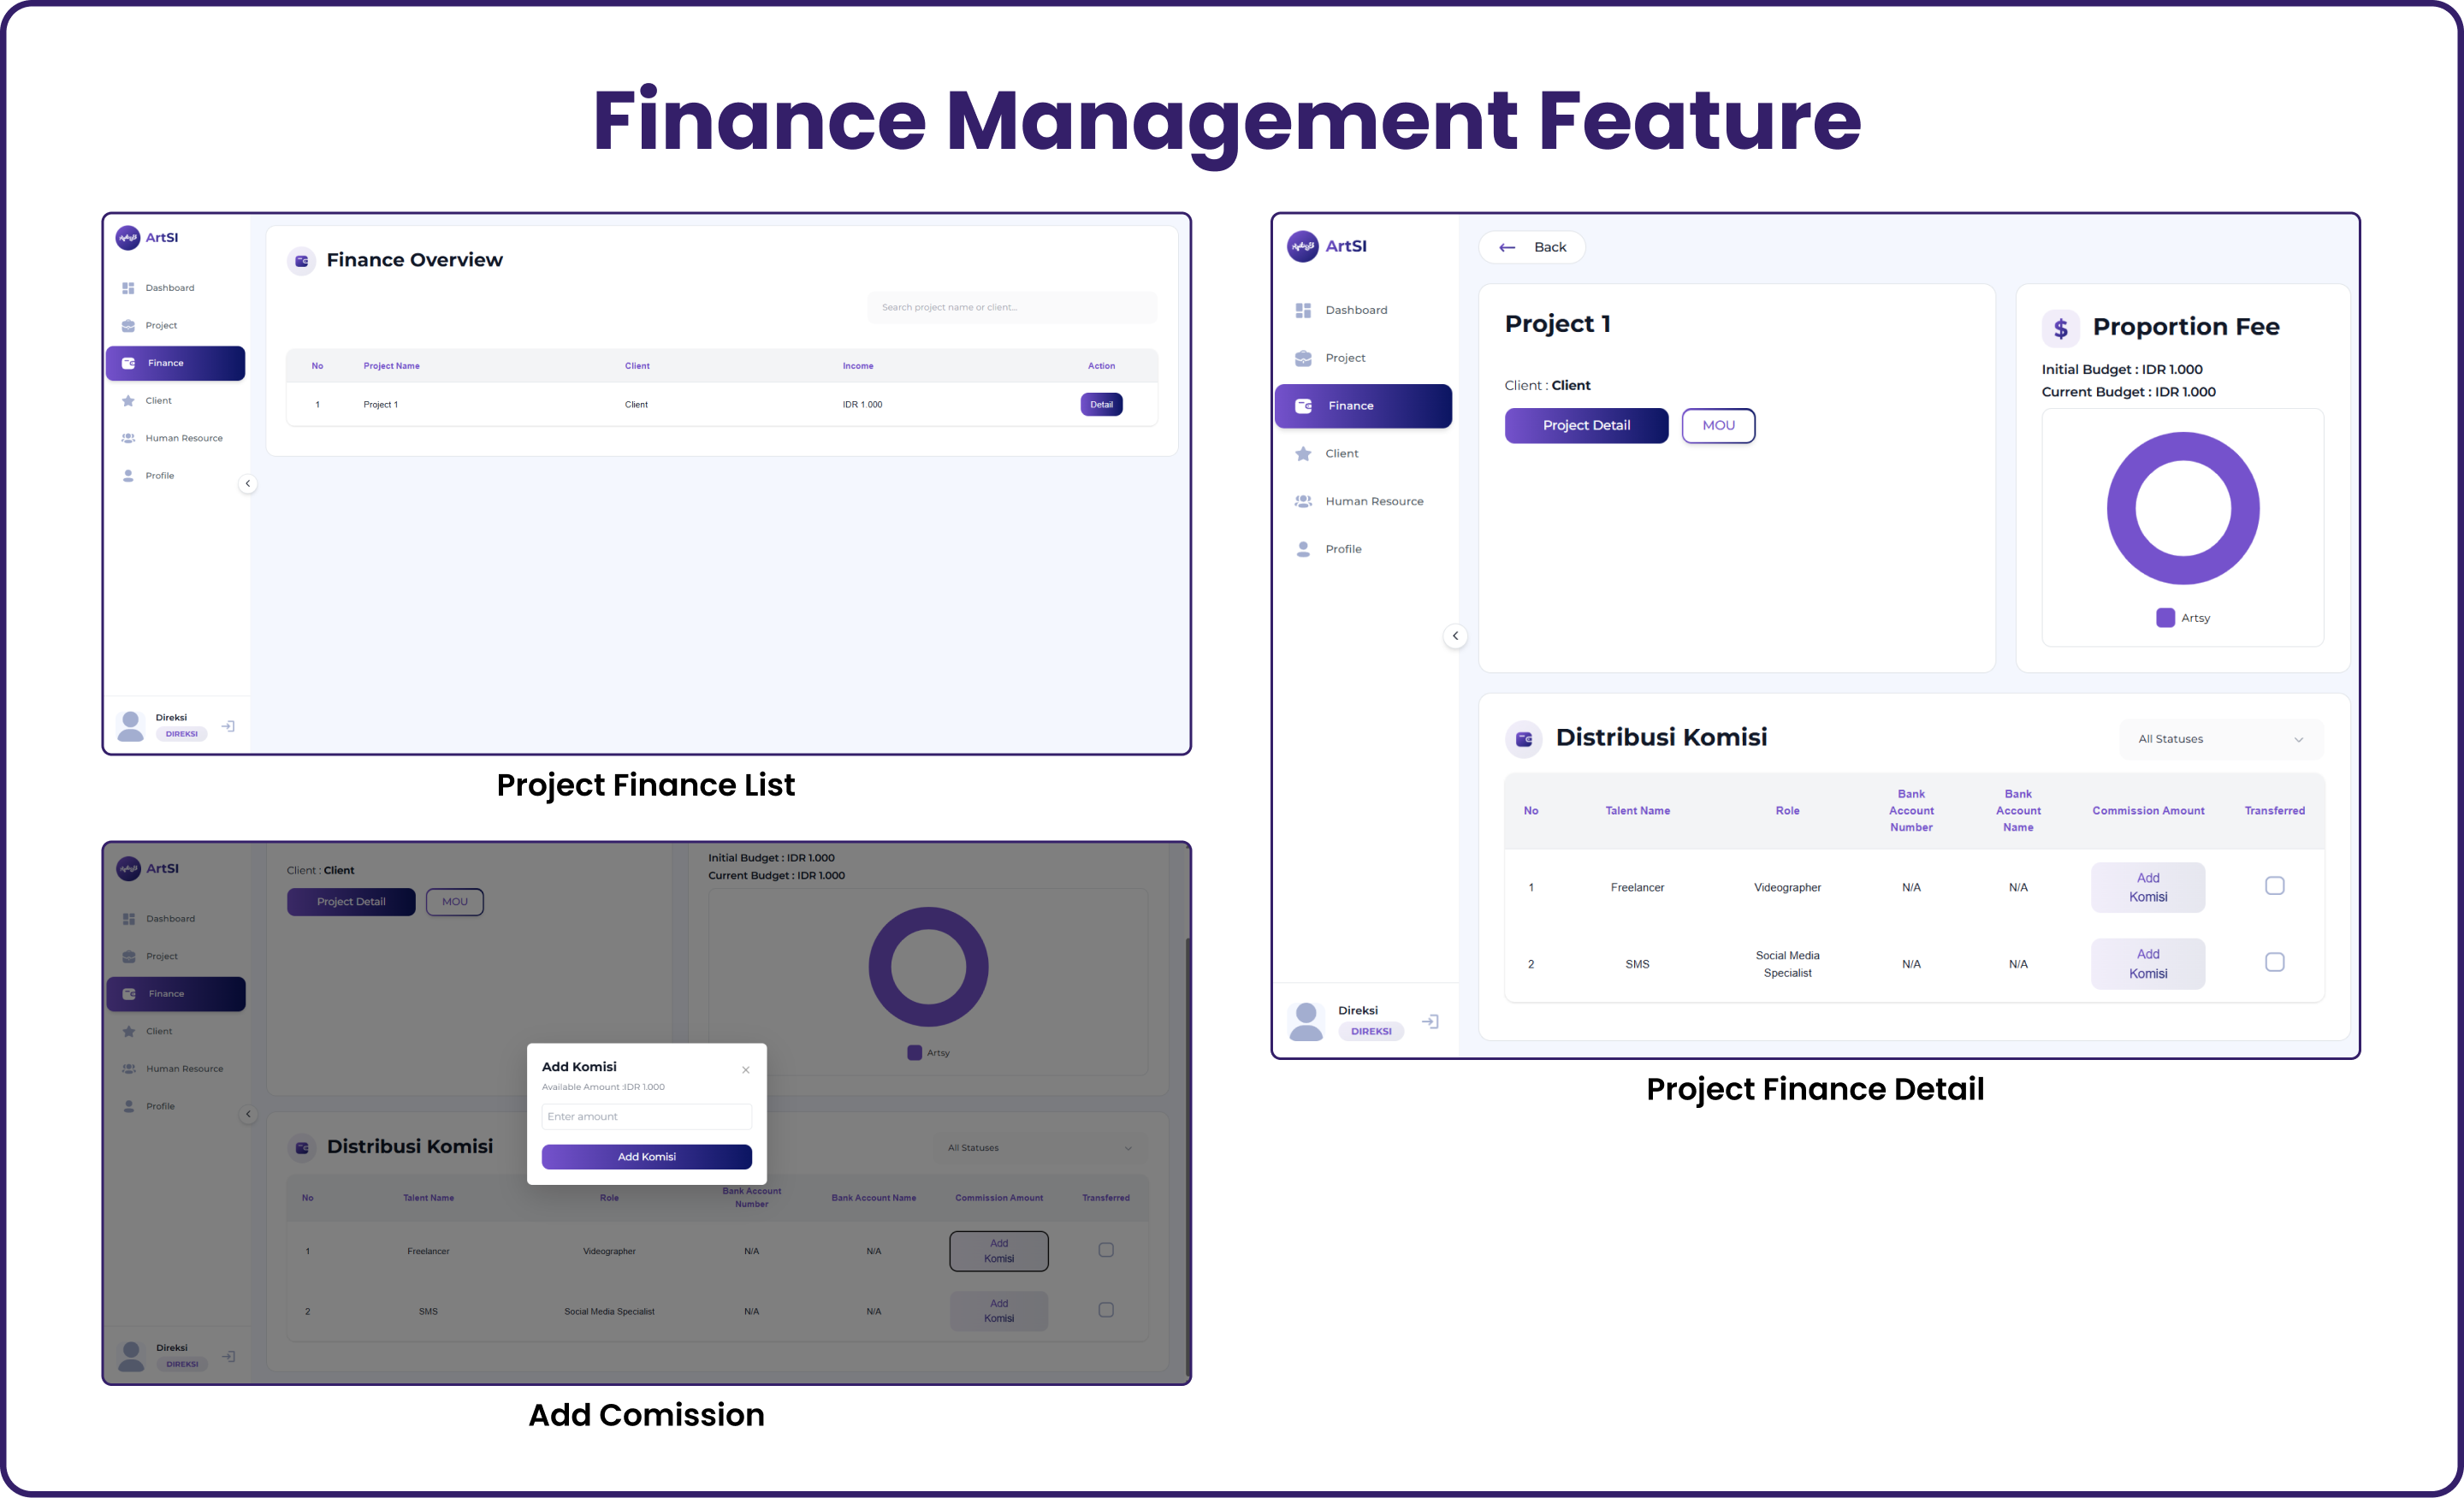 Finance Management Feature
ArtSI
Dashboard
Project
Finance
Client
Human Resource
Profile
Direksi
DIREKSI
Finance Overview
Search project name or client...
No Project Name Client Income Action
1 Project 1 Client IDR 1.000 Detail
Project Finance List
ArtSI
Dashboard
Project
Finance
Client
Human Resource
Profile
Direksi
DIREKSI
Client : Client
Project Detail MOU
Initial Budget : IDR 1.000
Current Budget : IDR 1.000
Artsy
Add Komisi
Available Amount :IDR 1.000
Enter amount
Add Komisi
Distribusi Komisi
All Statuses
No Talent Name Role Bank Account Number Bank Account Name Commission Amount Transferred
1 Freelancer Videographer N/A N/A Add Komisi
2 SMS Social Media Specialist N/A N/A Add Komisi
Add Comission
ArtSI
Dashboard
Project
Finance
Client
Human Resource
Profile
Direksi
DIREKSI
Back
Project 1
Client : Client
Project Detail MOU
$ Proportion Fee
Initial Budget : IDR 1.000
Current Budget : IDR 1.000
Artsy
Distribusi Komisi
All Statuses
No Talent Name Role Bank Account Number Bank Account Name Commission Amount Transferred
1 Freelancer Videographer N/A N/A Add Komisi
2 SMS Social Media Specialist N/A N/A Add Komisi
Project Finance Detail